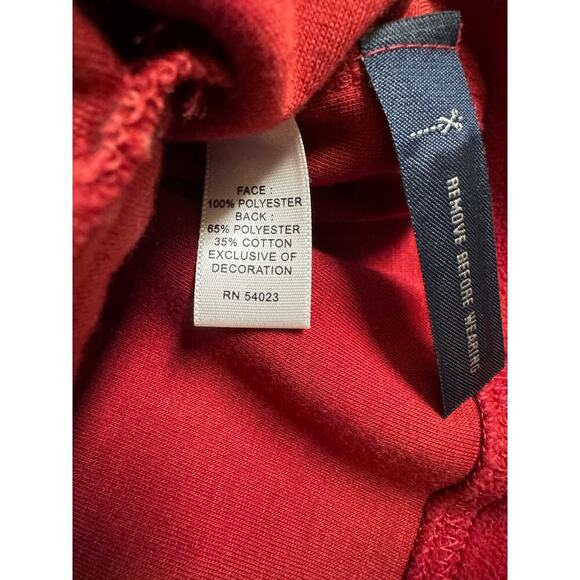 FACE :
100% POLYESTER
BACK :
65% POLYESTER
35% COTTON
EXCLUSIVE OF
DECORATION
RN 54023
REMOVE BEFORE WEARING